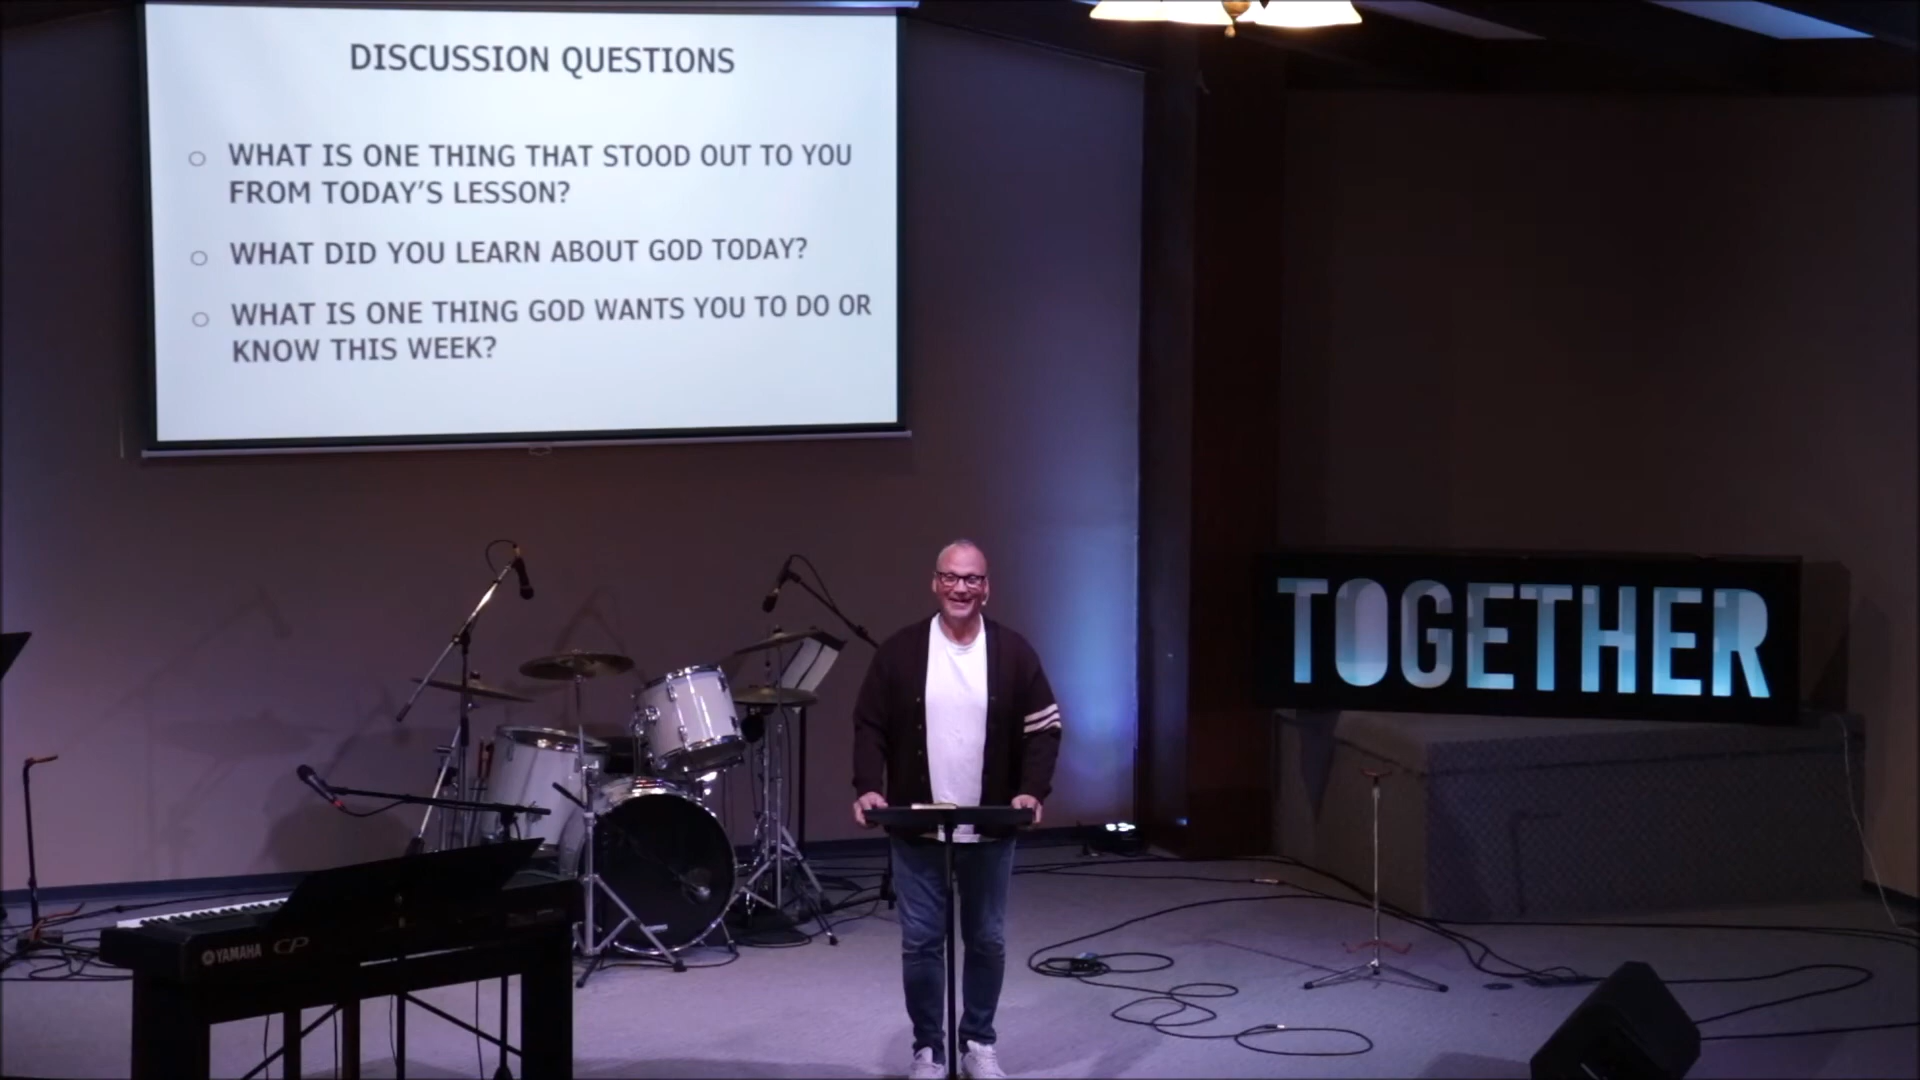 DISCUSSION QUESTIONS
WHAT IS ONE THING THAT STOOD OUT TO YOU
FROM TODAY'S LESSON?
WHAT DID YOU LEARN ABOUT GOD TODAY?
WHAT IS ONE THING GOD WANTS YOU TO DO OR
KNOW THIS WEEK?
TOGETHER
YAMAHA CP